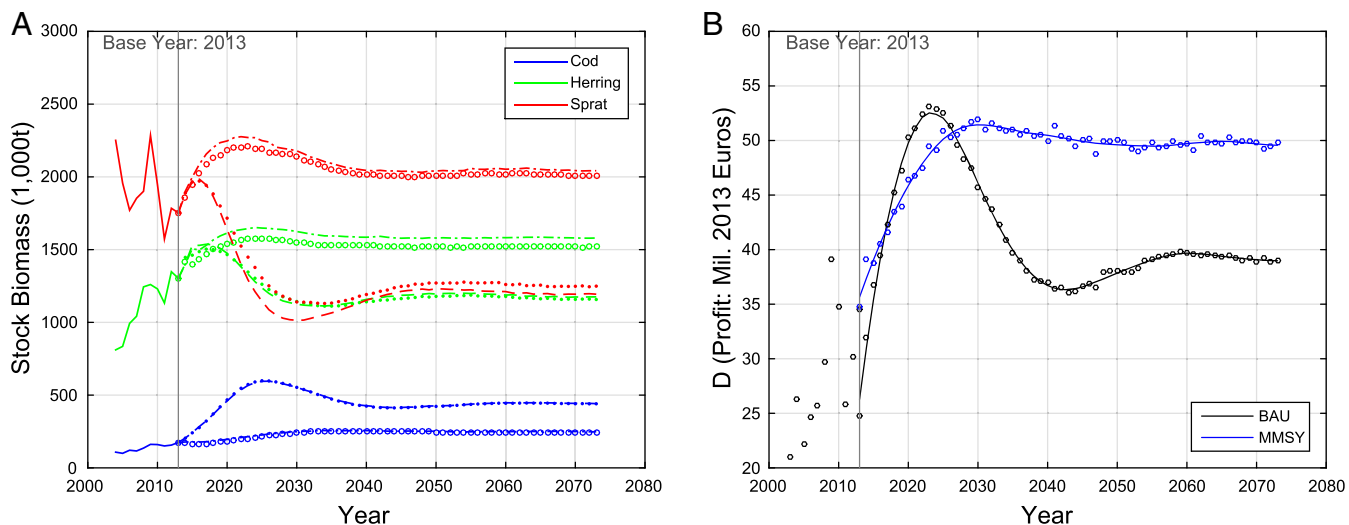 A
Base Year: 2013
Stock Biomass (1,000t)
3000
2500
2000
1500
1000
500
0
Cod
Herring
Sprat
2000 2010 2020 2030 2040 2050 2060 2070 2080
Year
B
Base Year: 2013
D (Profit: Mil. 2013 Euros)
60
55
50
45
40
35
30
25
20
BAU
MMSY
2000 2010 2020 2030 2040 2050 2060 2070 2080
Year